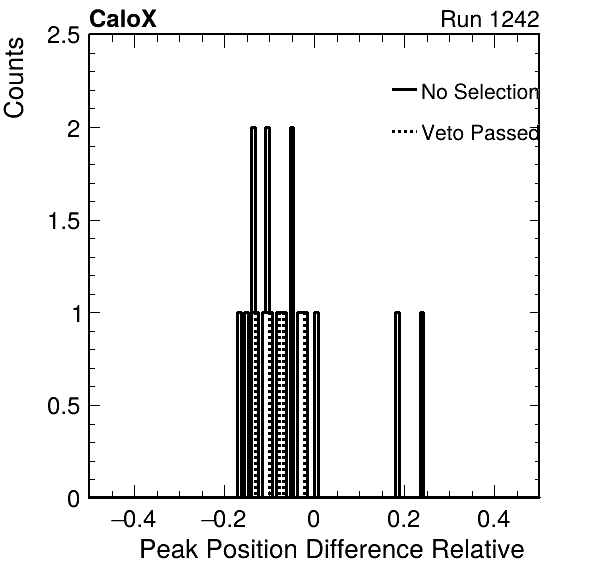 CaloX Run 1242
Counts
No Selection
Veto Passed
2.5
2
1.5
1
0.5
0
−0.4 −0.2 0 0.2 0.4
Peak Position Difference Relative